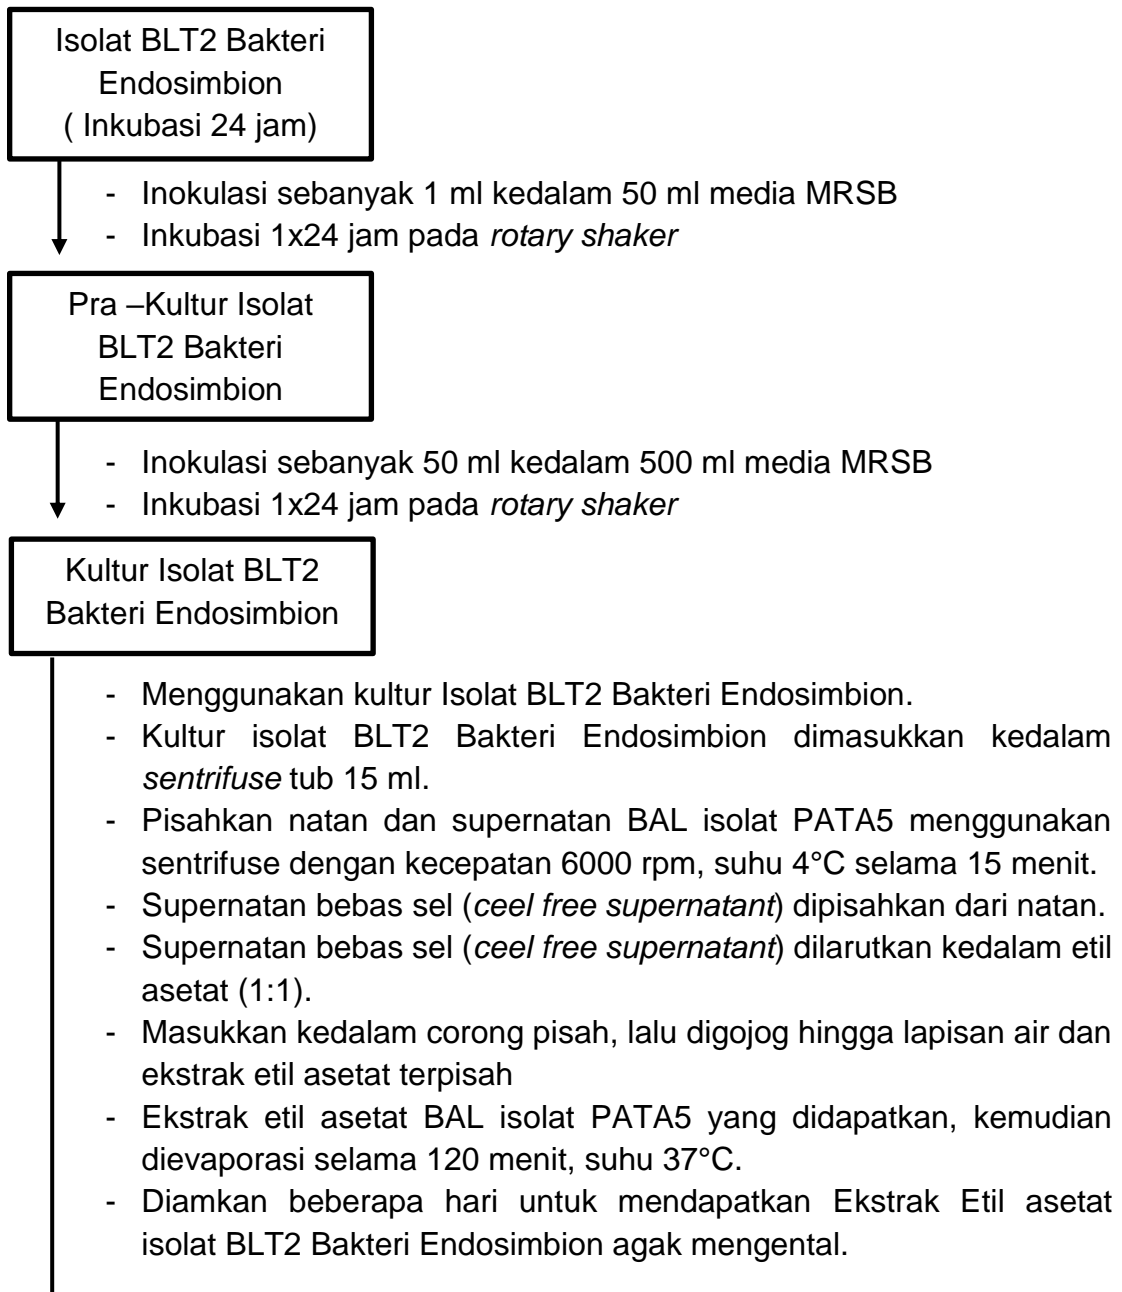 Isolat BLT2 Bakteri
Endosimbion
( Inkubasi 24 jam)
- Inokulasi sebanyak 1 ml kedalam 50 ml media MRSB
- Inkubasi 1x24 jam pada rotary shaker
Pra –Kultur Isolat
BLT2 Bakteri
Endosimbion
- Inokulasi sebanyak 50 ml kedalam 500 ml media MRSB
- Inkubasi 1x24 jam pada rotary shaker
Kultur Isolat BLT2
Bakteri Endosimbion
- Menggunakan kultur Isolat BLT2 Bakteri Endosimbion.
- Kultur isolat BLT2 Bakteri Endosimbion dimasukkan kedalam
sentrifuse tub 15 ml.
- Pisahkan natan dan supernatan BAL isolat PATA5 menggunakan
sentrifuse dengan kecepatan 6000 rpm, suhu 4°C selama 15 menit.
- Supernatan bebas sel (ceel free supernatant) dipisahkan dari natan.
- Supernatan bebas sel (ceel free supernatant) dilarutkan kedalam etil
asetat (1:1).
- Masukkan kedalam corong pisah, lalu digojog hingga lapisan air dan
ekstrak etil asetat terpisah
- Ekstrak etil asetat BAL isolat PATA5 yang didapatkan, kemudian
dievaporasi selama 120 menit, suhu 37°C.
- Diamkan beberapa hari untuk mendapatkan Ekstrak Etil asetat
isolat BLT2 Bakteri Endosimbion agak mengental.